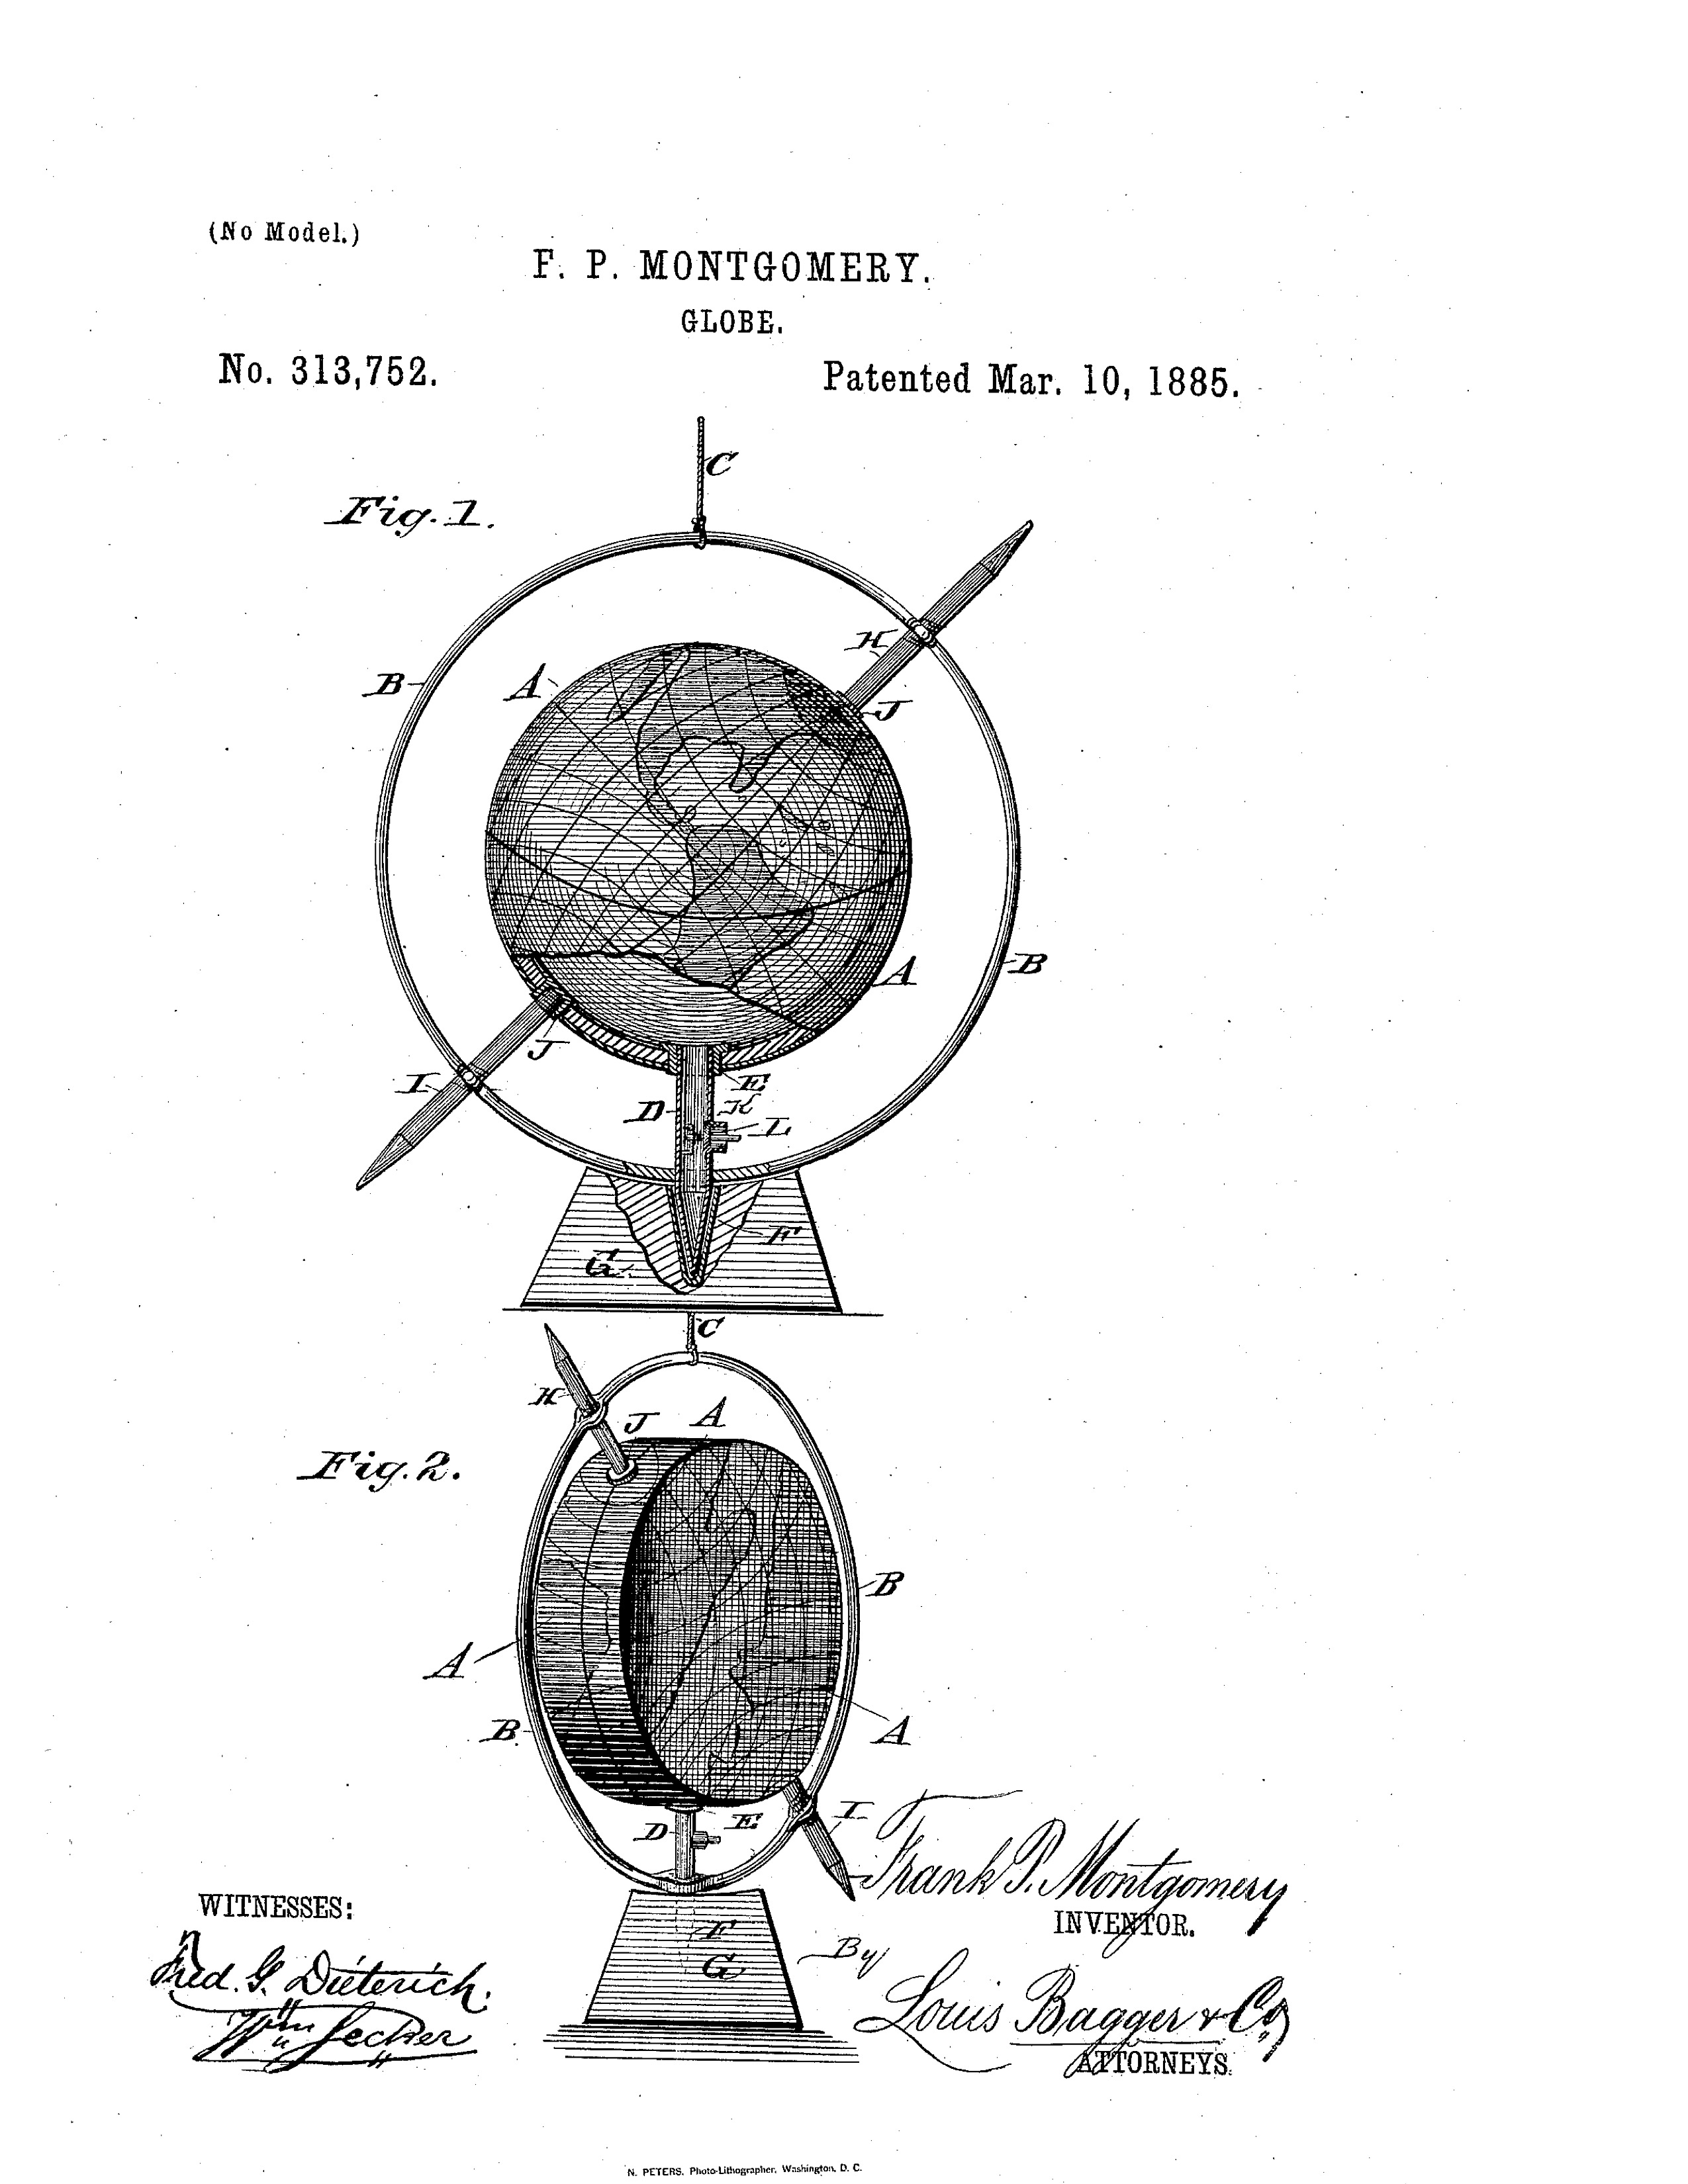 (No Model.)
F. P. MONTGOMERY.
GLOBE.
No. 313,752.
Patented Mar. 10, 1885.
C
Fig. 1.
H
B
A
J
A
B
J
I
E
D
K
L
F
G
C
H
J
A
Fig. 2.
B
A
B
A
D
E
I
Frank P. Montgomery
INVENTOR.
WITNESSES:
F
G
By
Fred. G. Dieterich.
Wm Secher
Louis Bagger & Co.
ATTORNEYS.
N. PETERS. Photo-Lithographer, Washington, D. C.